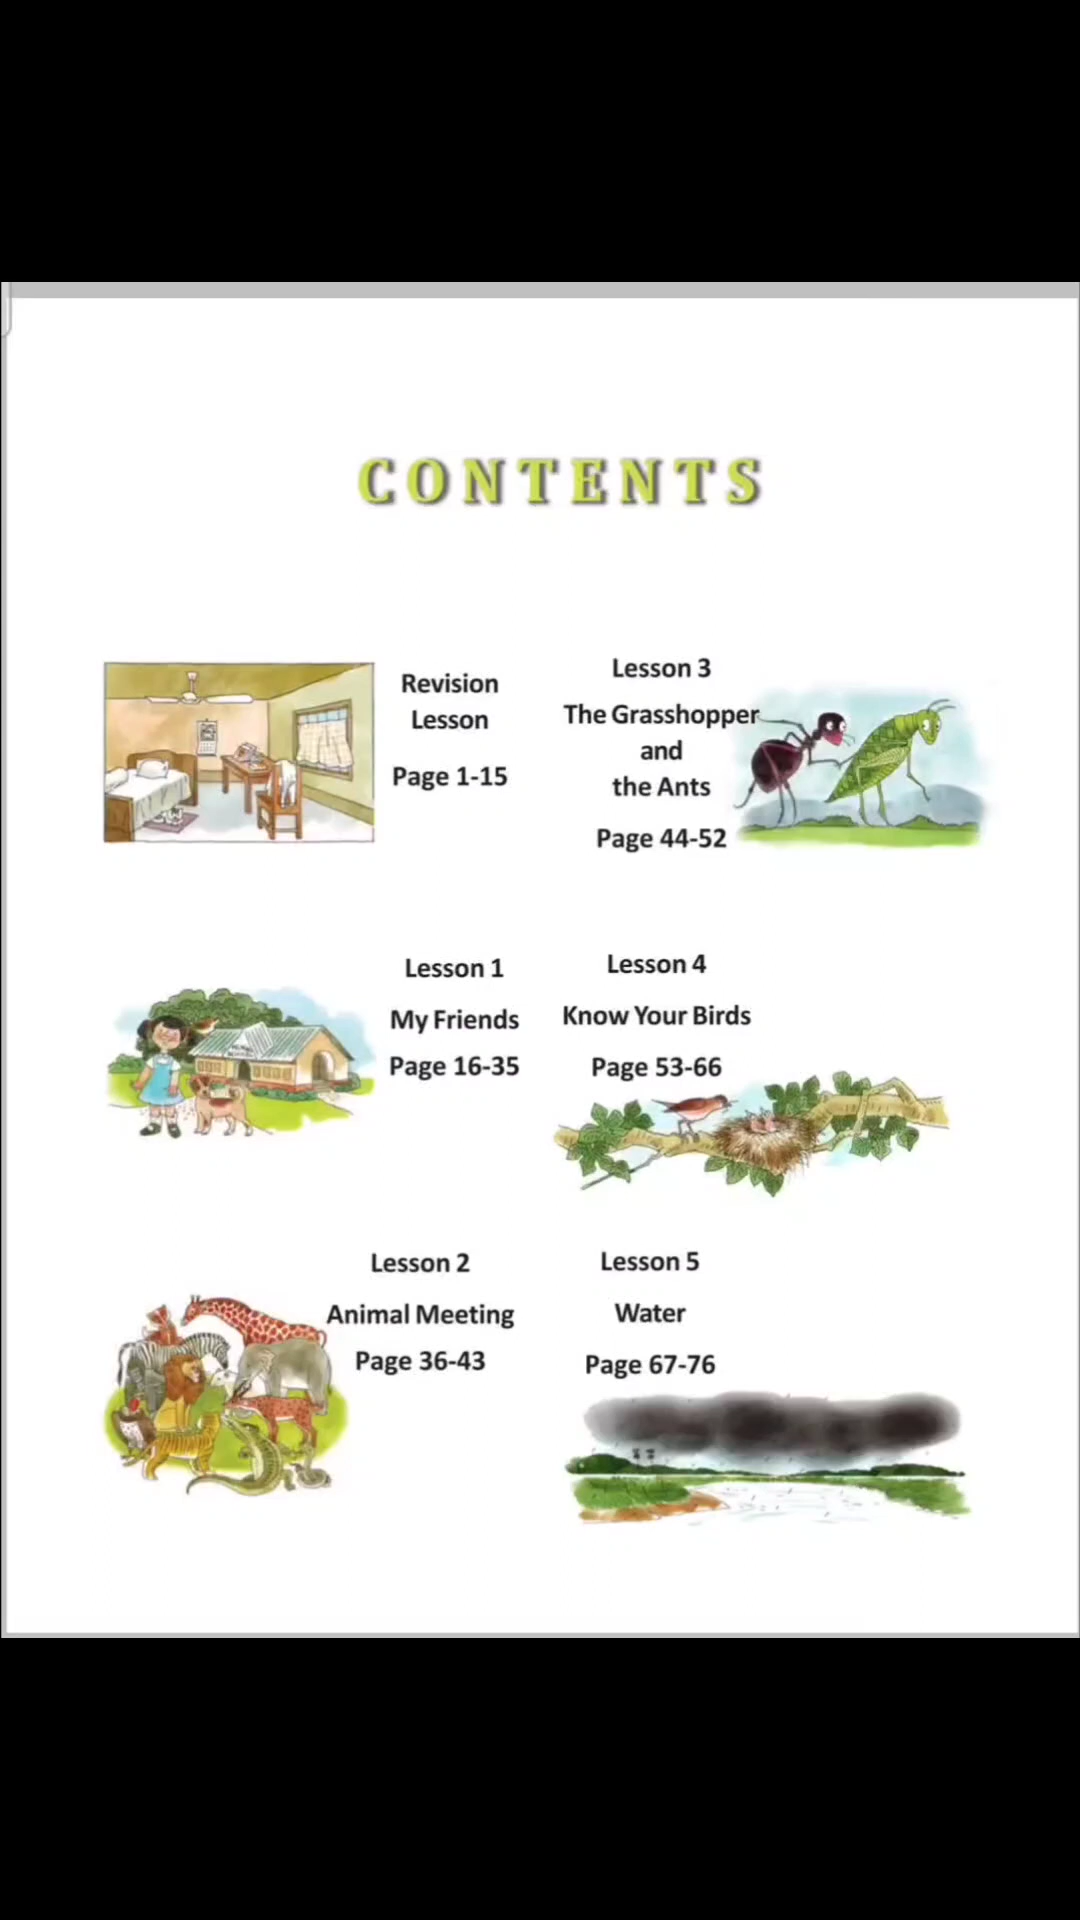 CONTENTS
Revision
Lesson
Page 1-15
Lesson 1
My Friends
Page 16-35
Lesson 2
Animal Meeting
Page 36-43
Lesson 3
The Grasshopper
and
the Ants
Page 44-52
Lesson 4
Know Your Birds
Page 53-66
Lesson 5
Water
Page 67-76